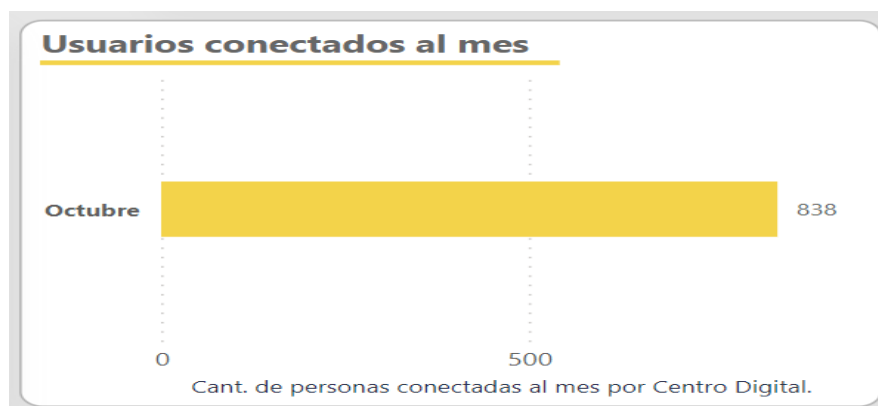 Usuarios conectados al mes
Octubre
838
0
500
Cant. de personas conectadas al mes por Centro Digital.